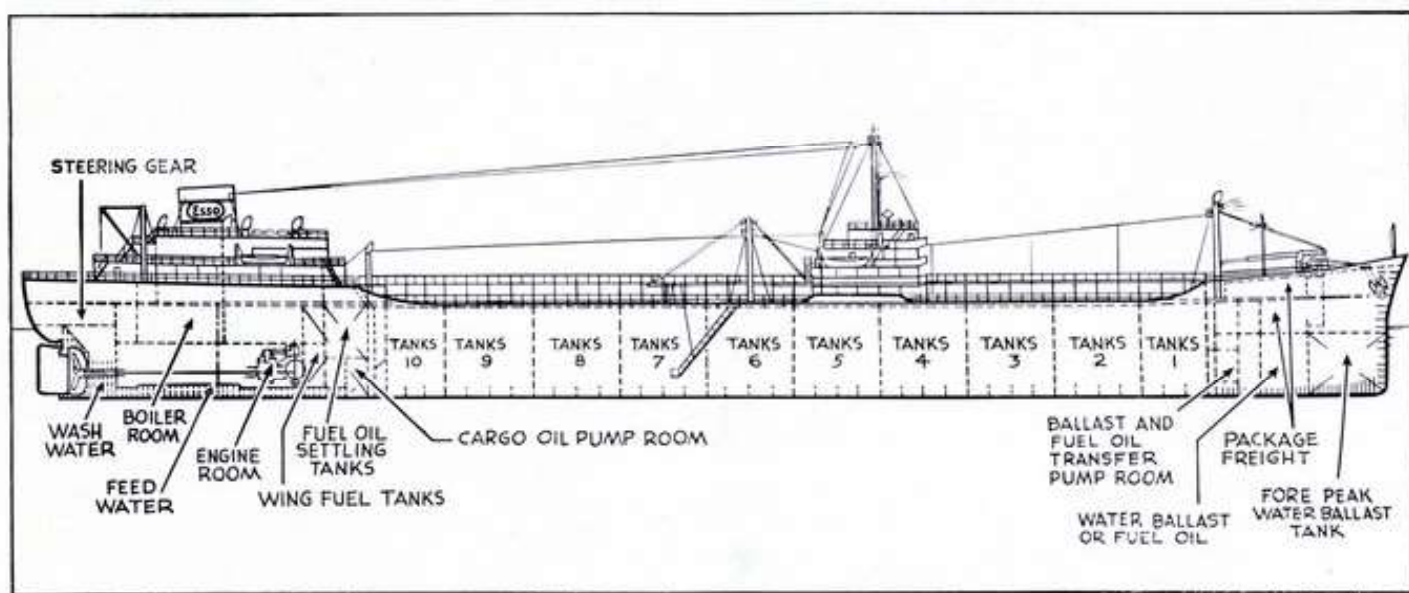 STEERING GEAR
Esso
TANKS
10
TANKS
9
TANKS
8
TANKS
7
TANKS
6
TANKS
5
TANKS
4
TANKS
3
TANKS
2
TANKS
1
WASH
WATER
BOILER
ROOM
FEED
WATER
ENGINE
ROOM
FUEL OIL
SETTLING
TANKS
WING FUEL TANKS
CARGO OIL PUMP ROOM
BALLAST AND
FUEL OIL
TRANSFER
PUMP ROOM
WATER BALLAST
OR FUEL OIL
PACKAGE
FREIGHT
FORE PEAK
WATER BALLAST
TANK